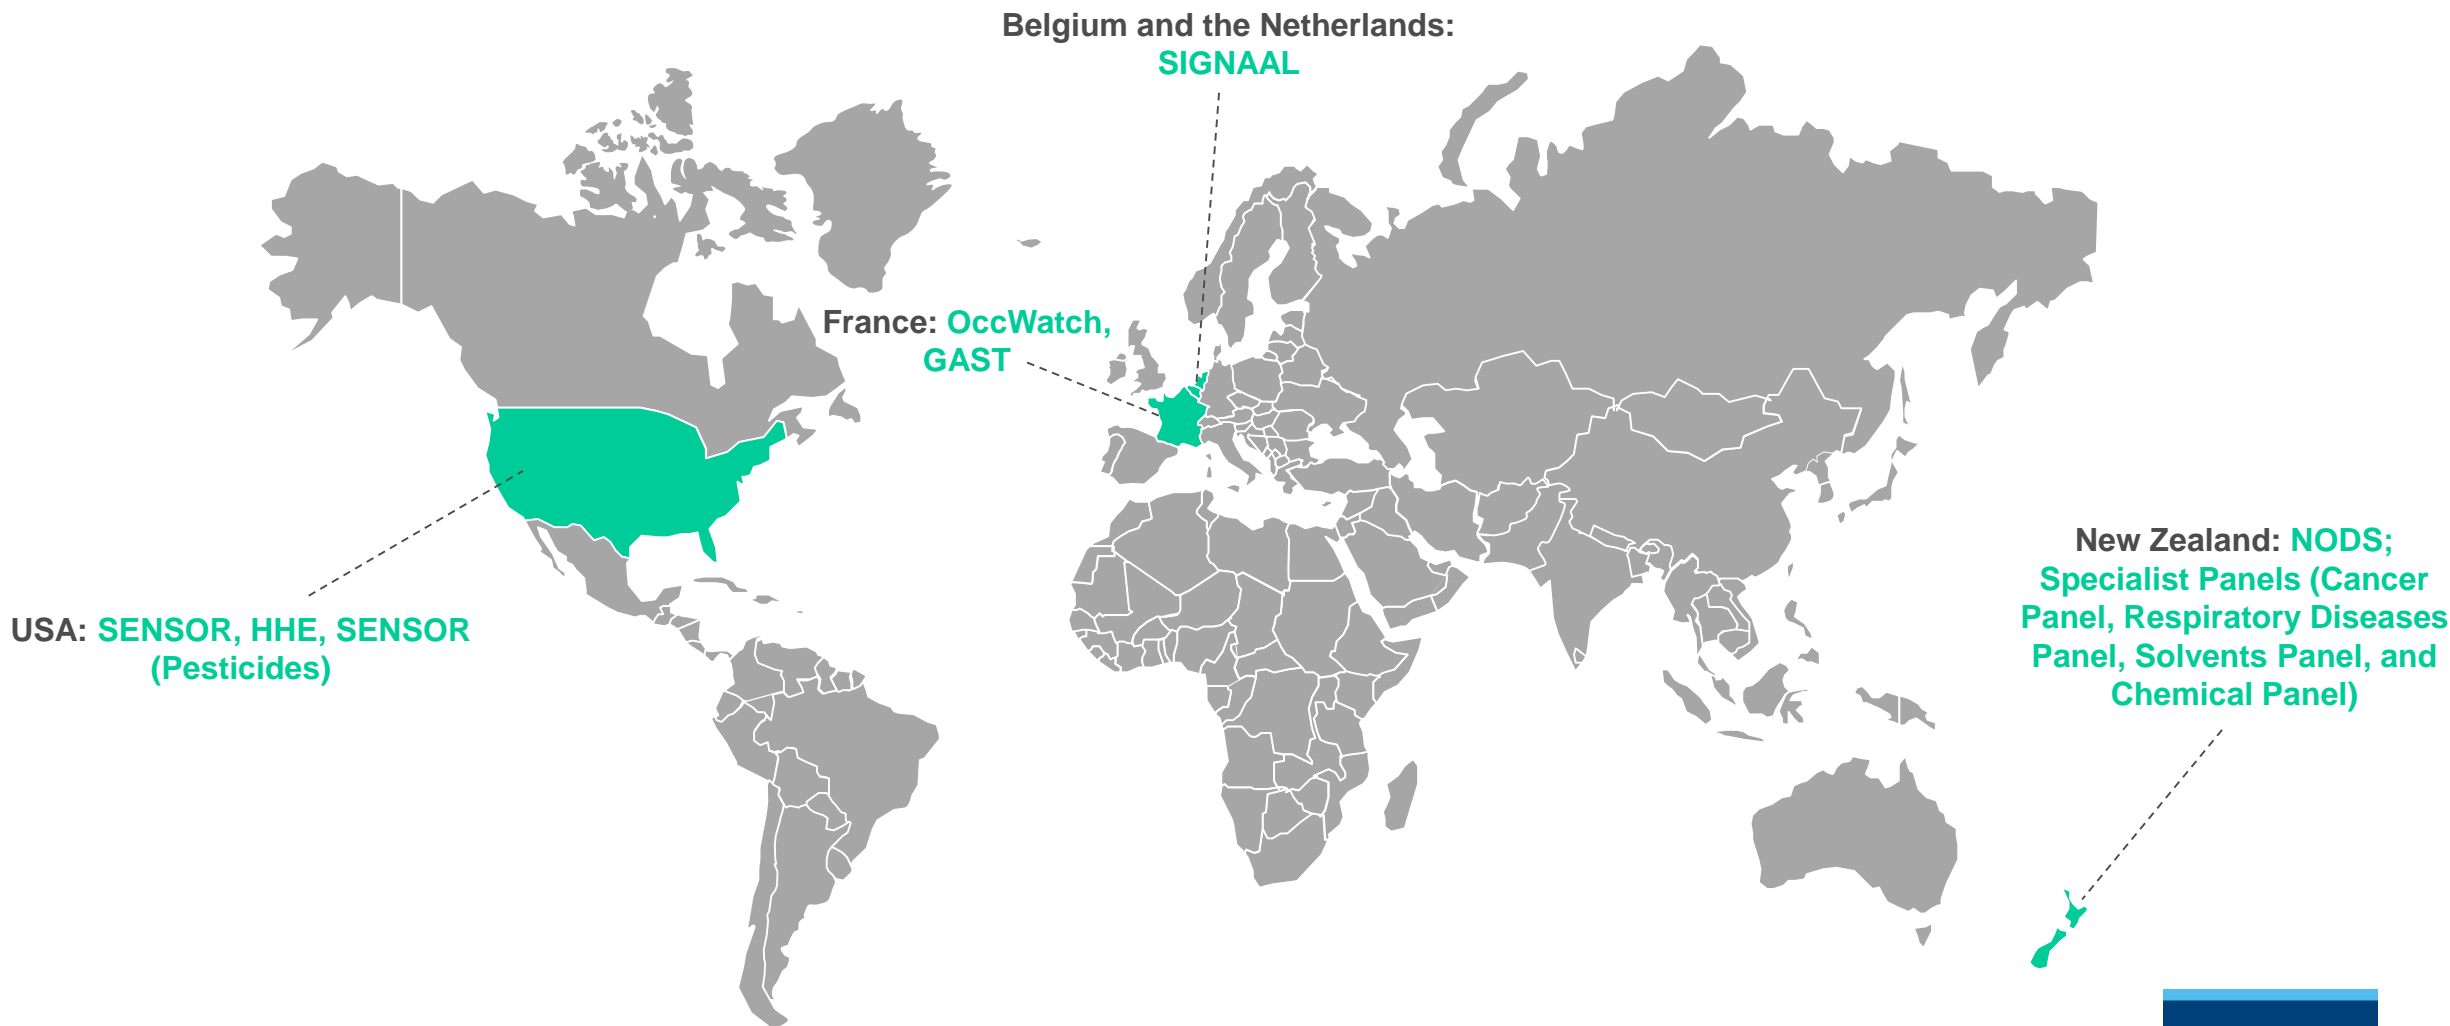 Belgium and the Netherlands:
SIGNAAL
France: OccWatch,
GAST
New Zealand: NODS;
Specialist Panels (Cancer
Panel, Respiratory Diseases
Panel, Solvents Panel, and
Chemical Panel)
USA: SENSOR, HHE, SENSOR
(Pesticides)